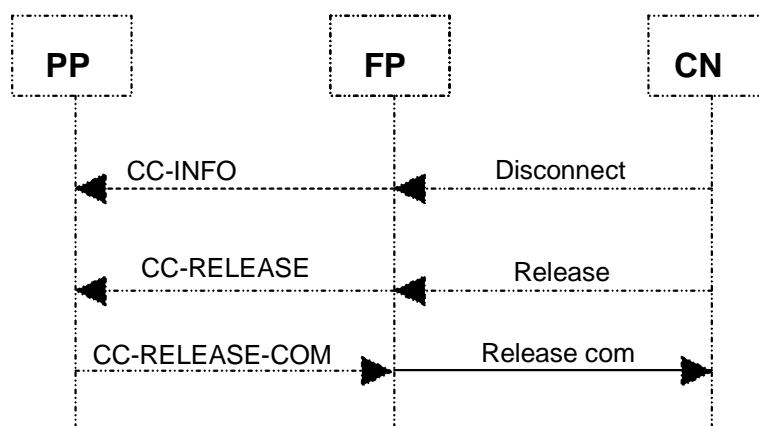 PP
FP
CN
CC-INFO
Disconnect
CC-RELEASE
Release
CC-RELEASE-COM
Release com